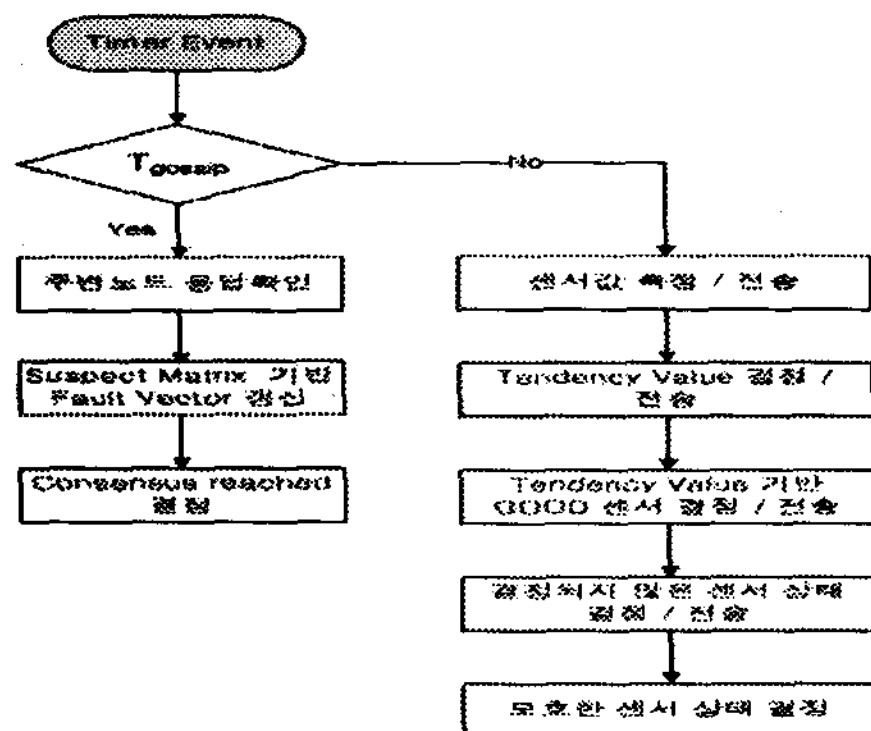 Timer Event
Tgossip
No
Yes
주변노드 응답확인
센서값 측정 / 전송
Suspect Matrix 기반
Fault Vector 갱신
Tendency Value 결정 /
전송
Consensus reached
결정
Tendency Value 기반
GOOD 센서 결정 / 전송
결정되지 않은 센서 상태
결정 / 전송
모호한 센서 상태 결정